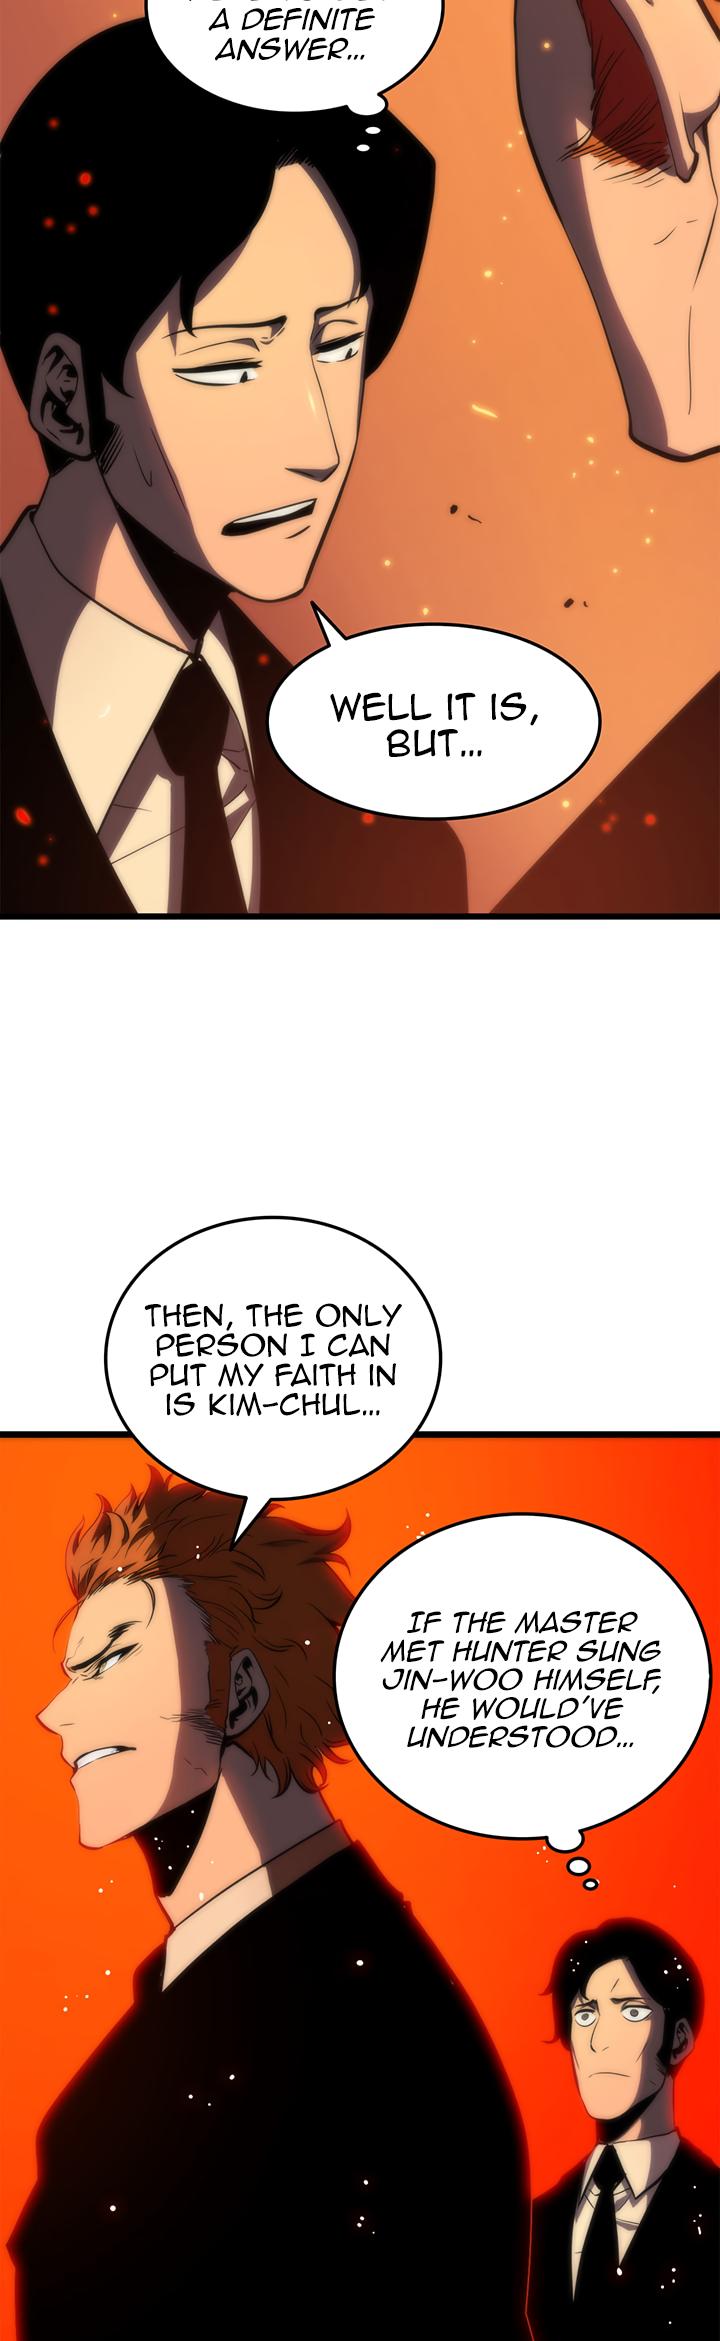 A DEFINITE
ANSWER...
WELL IT IS,
BUT...
THEN, THE ONLY
PERSON I CAN
PUT MY FAITH IN
IS KIM-CHUL...
IF THE MASTER
MET HUNTER SUNG
JIN-WOO HIMSELF,
HE WOULD'VE
UNDERSTOOD...